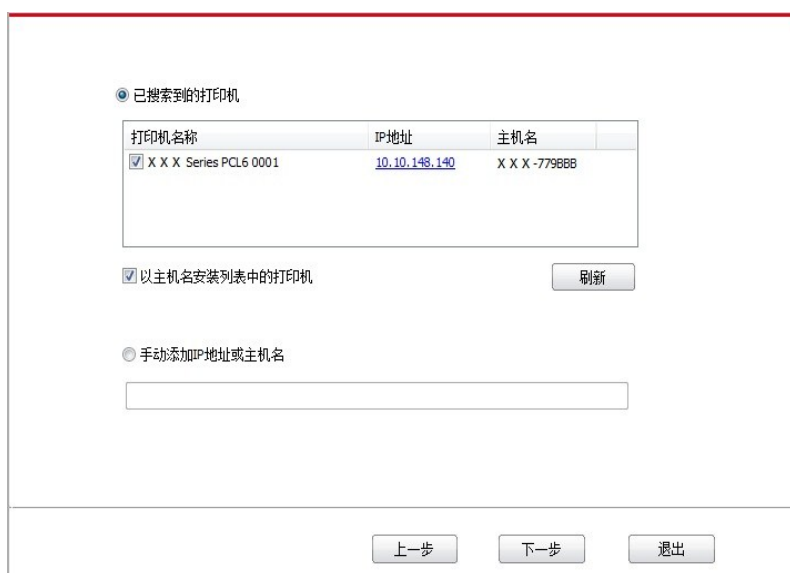 已搜索到的打印机
打印机名称 IP地址 主机名
X X X Series PCL6 0001 10.10.148.140 X X X -779BBB
以主机名安装列表中的打印机 刷新
手动添加IP地址或主机名
上一步 下一步 退出